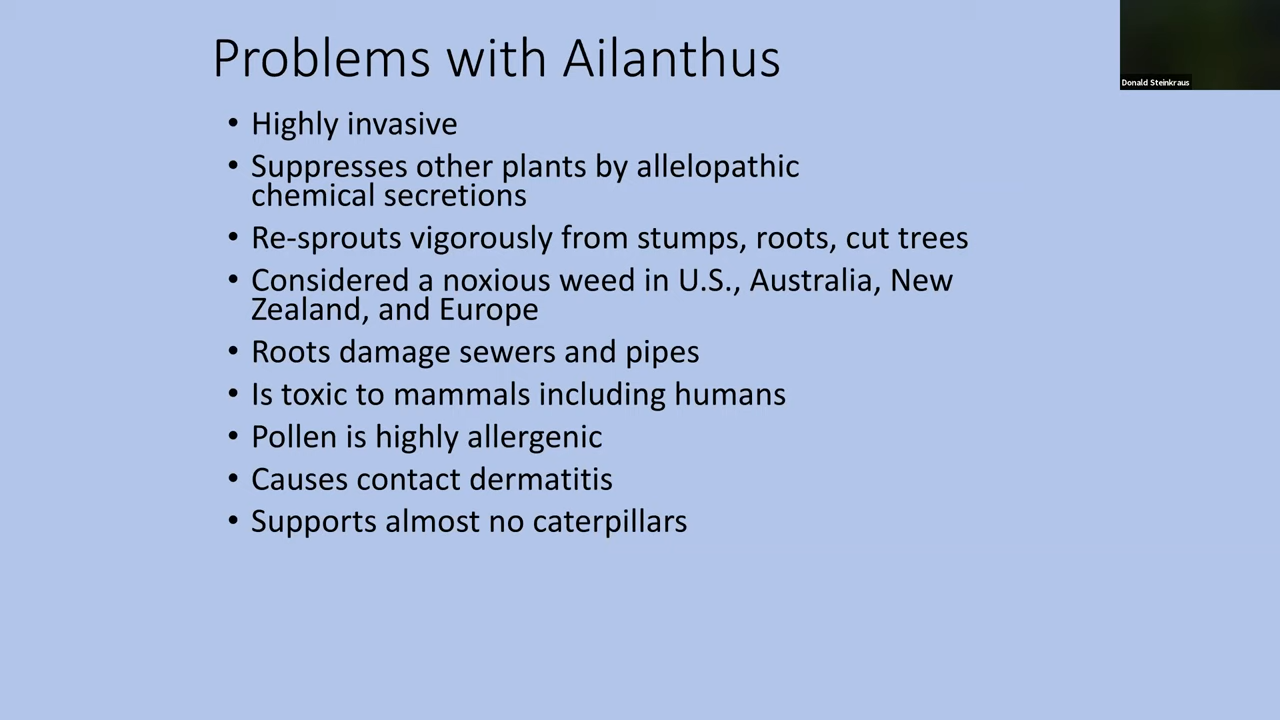 Problems with Ailanthus
Donald Steinkraus
• Highly invasive
• Suppresses other plants by allelopathic
chemical secretions
• Re-sprouts vigorously from stumps, roots, cut trees
• Considered a noxious weed in U.S., Australia, New
Zealand, and Europe
• Roots damage sewers and pipes
• Is toxic to mammals including humans
• Pollen is highly allergenic
• Causes contact dermatitis
• Supports almost no caterpillars